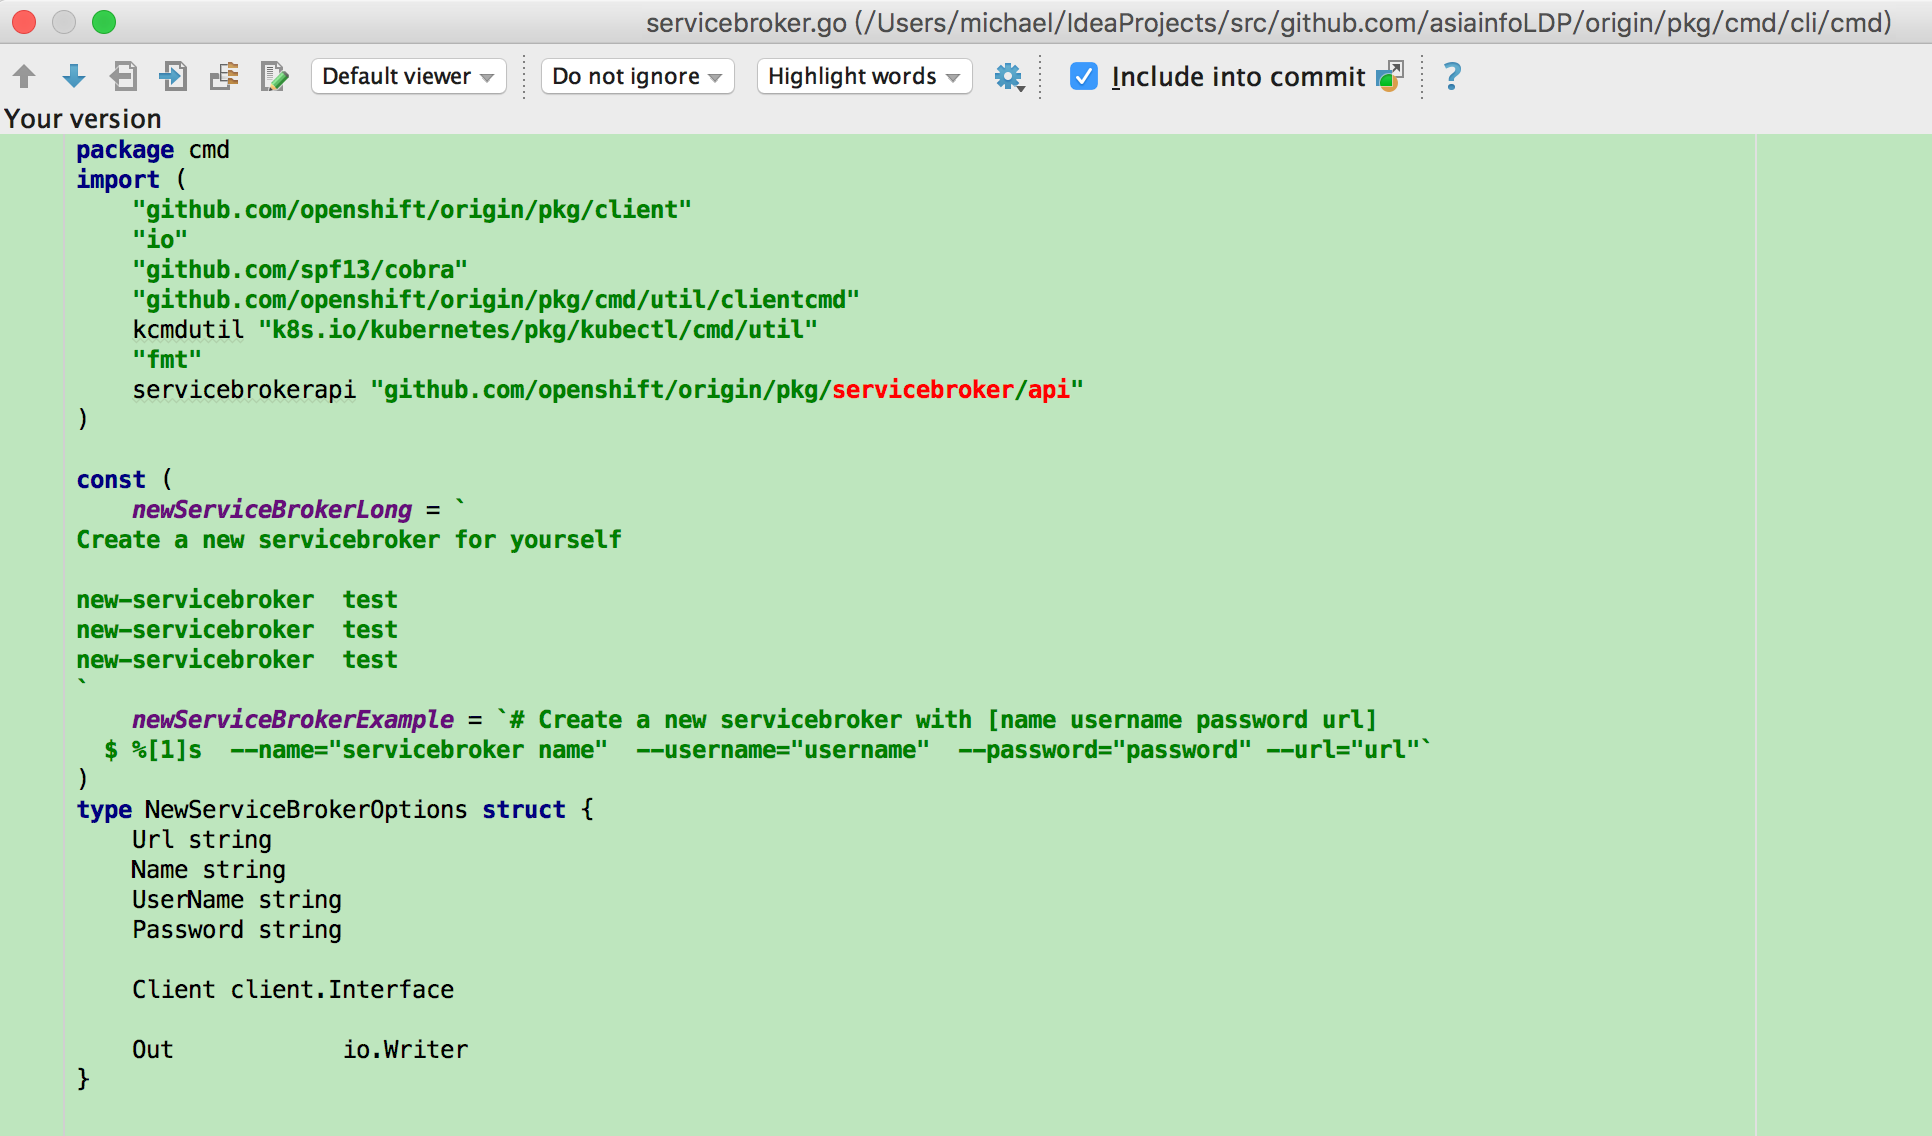 servicebroker.go (/Users/michael/IdeaProjects/src/github.com/asiainfoLDP/origin/pkg/cmd/cli/cmd)
Default viewer Do not ignore Highlight words Include into commit ?
Your version
package cmd
import (
    "github.com/openshift/origin/pkg/client"
    "io"
    "github.com/spf13/cobra"
    "github.com/openshift/origin/pkg/cmd/util/clientcmd"
    kcmdutil "k8s.io/kubernetes/pkg/kubectl/cmd/util"
    "fmt"
    servicebrokerapi "github.com/openshift/origin/pkg/servicebroker/api"
)
const (
    newServiceBrokerLong = `
Create a new servicebroker for yourself
new-servicebroker  test
new-servicebroker  test
new-servicebroker  test
`
    newServiceBrokerExample = `# Create a new servicebroker with [name username password url]
  $ %[1]s  --name="servicebroker name"  --username="username"  --password="password" --url="url"`
)
type NewServiceBrokerOptions struct {
    Url string
    Name string
    UserName string
    Password string
    Client client.Interface
    Out            io.Writer
}